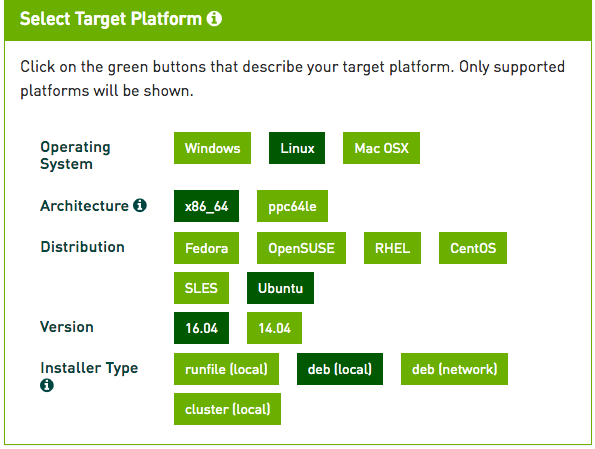 Select Target Platform
Click on the green buttons that describe your target platform. Only supported
platforms will be shown.
Operating
System
Windows Linux Mac OSX
Architecture x86_64 ppc64le
Distribution Fedora OpenSUSE RHEL CentOS
SLES Ubuntu
Version 16.04 14.04
Installer Type runfile (local) deb (local) deb (network)
cluster (local)